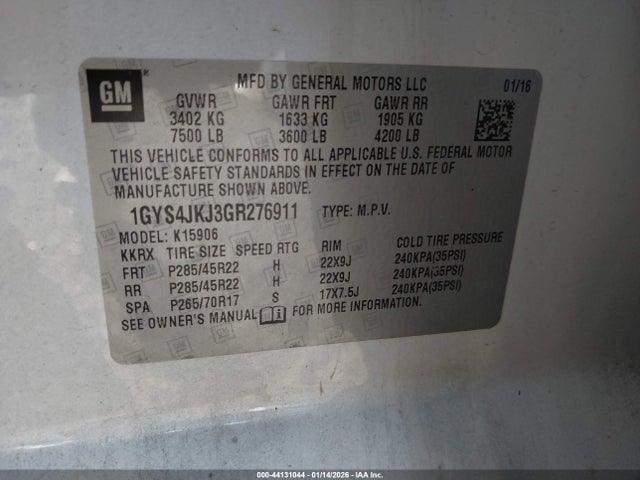 GM
MFD BY GENERAL MOTORS LLC 01/16
GVWR GAWR FRT GAWR RR
3402 KG 1633 KG 1905 KG
7500 LB 3600 LB 4200 LB
THIS VEHICLE CONFORMS TO ALL APPLICABLE U.S. FEDERAL MOTOR
VEHICLE SAFETY STANDARDS IN EFFECT ON THE DATE OF
MANUFACTURE SHOWN ABOVE.
1GYS4JKJ3GR276911 TYPE: M.P.V.
MODEL: K15906
KKRX TIRE SIZE SPEED RTG RIM COLD TIRE PRESSURE
FRT P285/45R22 H 22X9J 240KPA(35PSI)
RR P285/45R22 H 22X9J 240KPA(35PSI)
SPA P265/70R17 S 17X7.5J 240KPA(35PSI)
SEE OWNER'S MANUAL FOR MORE INFORMATION.
000-44131044 - 01/14/2026 - IAA Inc.